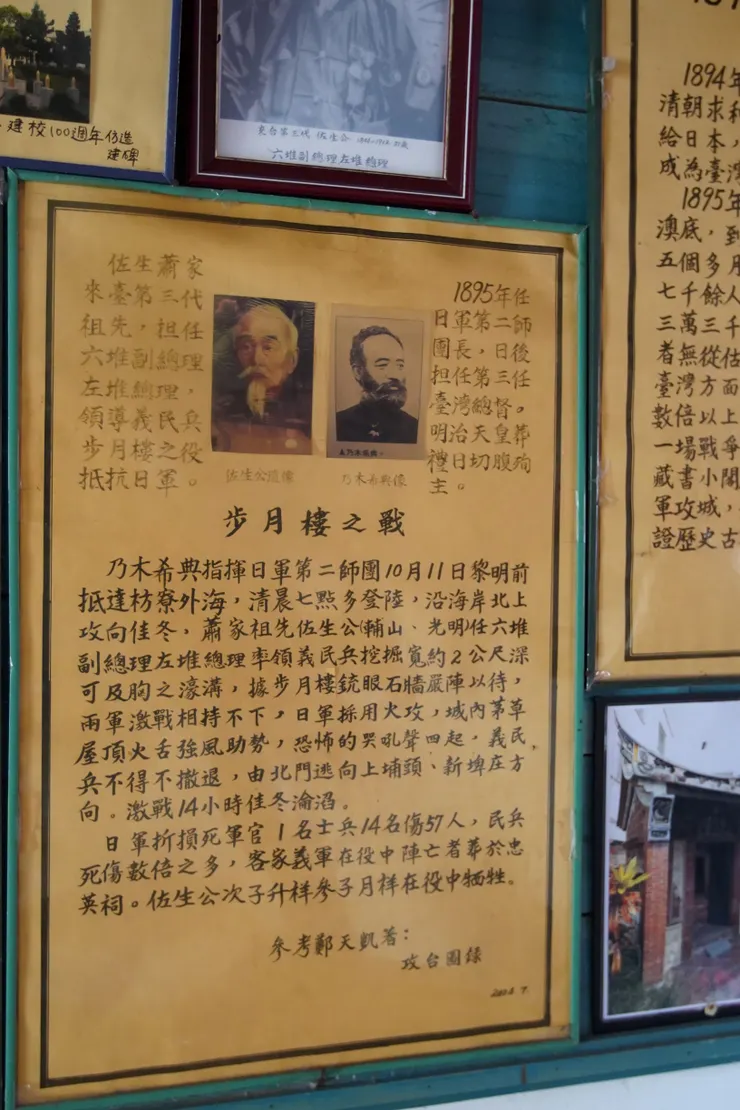 建校100週年仿造
建碑
來台第三代 佐生公
六堆副總理左堆總理
佐生蕭家
來臺第三代
祖先，担任
六堆副總理
左堆總理，
領導義民兵
步月樓之役
抵抗日軍。
佐生公遺像
▲乃木希典。
乃木希典像
1895年任
日軍第二師
團長，日後
担任第三任
臺灣總督。
明治天皇葬
禮日切腹殉
主。
步月樓之戰
乃木希典指揮日軍第二師團10月11日黎明前
抵達枋寮外海，清晨七點多登陸，沿海岸北上
攻向佳冬，蕭家祖先佐生公(輔山、光明)任六堆
副總理左堆總理率領義民兵挖掘寬約2公尺深
可及胸之濠溝，據步月樓銃眼石牆嚴陣以待，
兩軍激戰相持不下，日軍採用火攻，城內茅草
屋頂火舌強風助勢，恐怖的哭吼聲四起，義民
兵不得不撤退，由北門逃向上埔頭、新埤庄方
向。激戰14小時佳冬淪滔。
日軍折損死軍官1名士兵14名傷57人，民兵
死傷數倍之多，客家義軍在役中陣亡者葬於忠
英祠。佐生公次子升祥參子月祥在役中犧牲。
參考鄭天凱著：
攻台圖錄
1894年
清朝求和
給日本，
成為臺灣
1895年
澳底，到
五個多月
七千餘人
三萬三千
者無從估
臺灣方面
數倍以上
一場戰爭
藏書小閣
軍攻城，
證歷史古